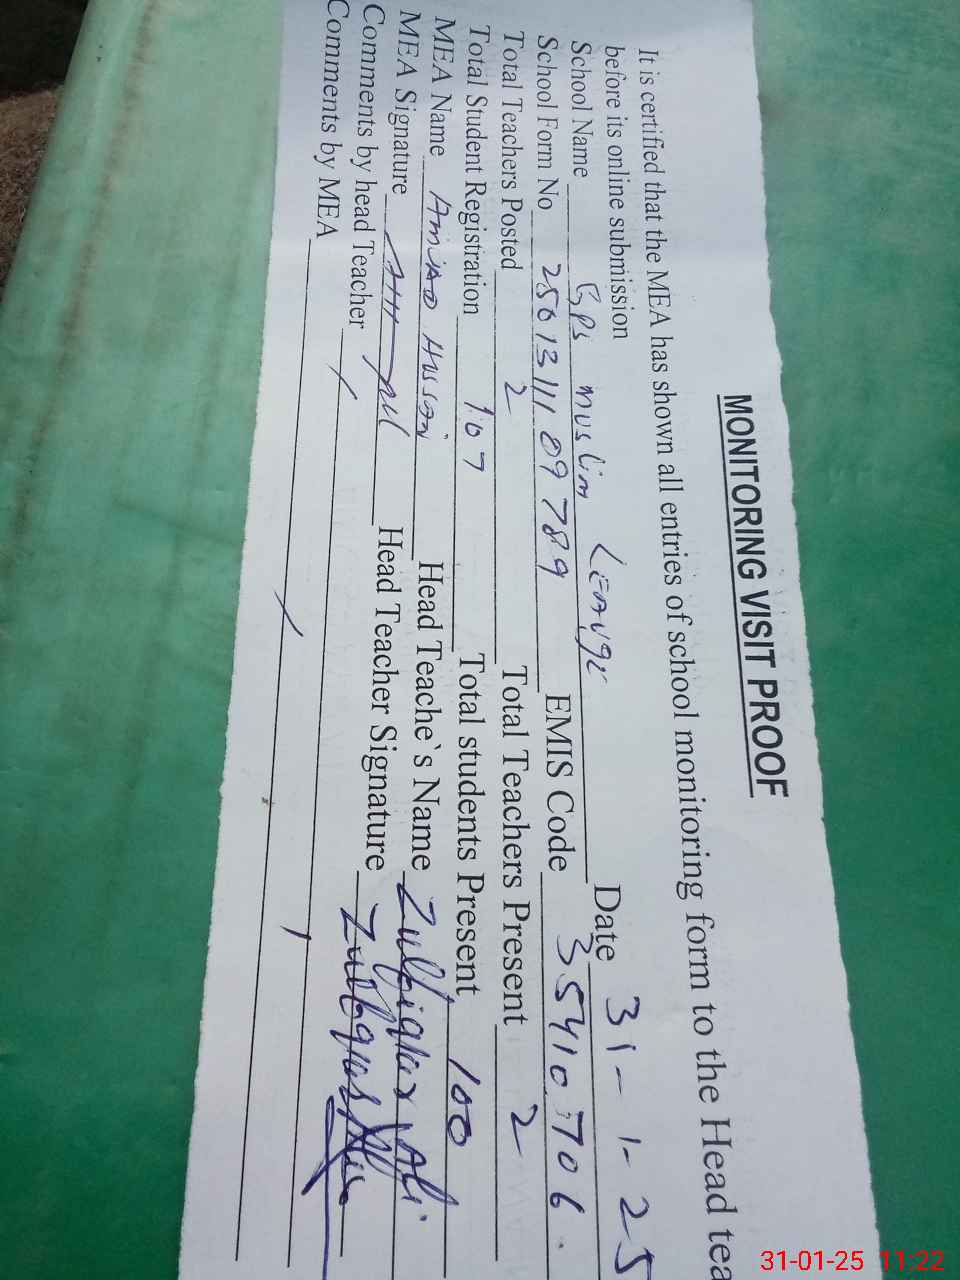 MONITORING VISIT PROOF
It is certified that the MEA has shown all entries of school monitoring form to the Head tea
before its online submission
School Name Gps muslim Leauge Date 31-1-25
School Form No 25013111 09789 EMIS Code 35410706
Total Teachers Posted 2 Total Teachers Present 2
Total Student Registration 107 Total students Present 100
MEA Name AmJAD Hussain Head Teache`s Name Zulfiqar Ali
MEA Signature Head Teacher Signature
Comments by head Teacher
Comments by MEA
31-01-25 11:22